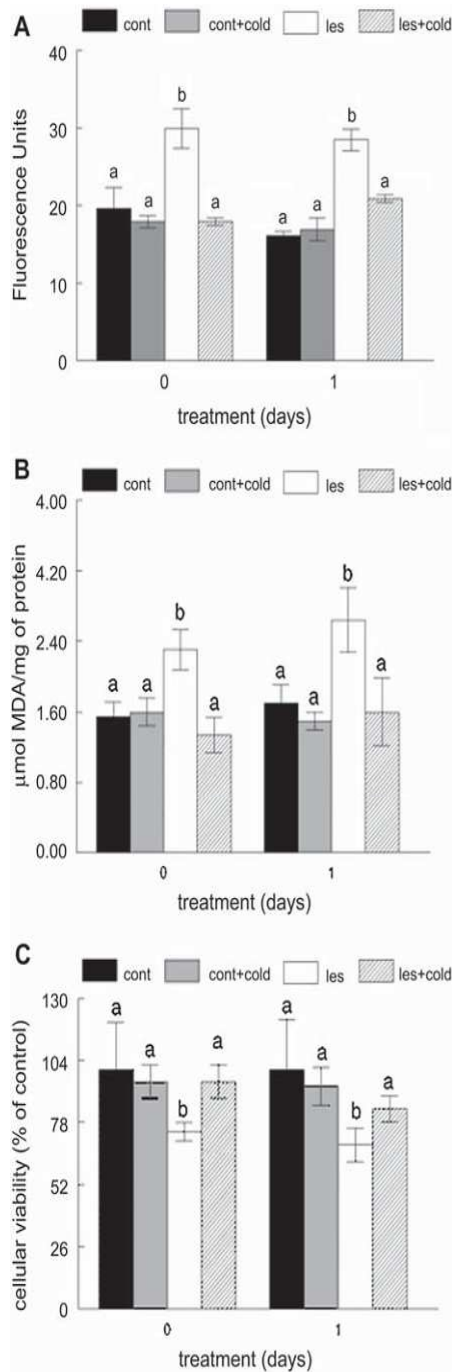 A cont cont+cold les les+cold
40
30
20
10
0
Fluorescence Units
a a b a a a b a
0 1
treatment (days)
B cont cont+cold les les+cold
4.00
4.20
2.40
1.60
0.80
0.00
μmol MDA/mg of protein
a a b a a a b a
0 1
treatment (days)
C cont cont+cold les les+cold
130
104
78
52
26
0
cellular viability (% of control)
a a b a a a b a
0 1
treatment (days)